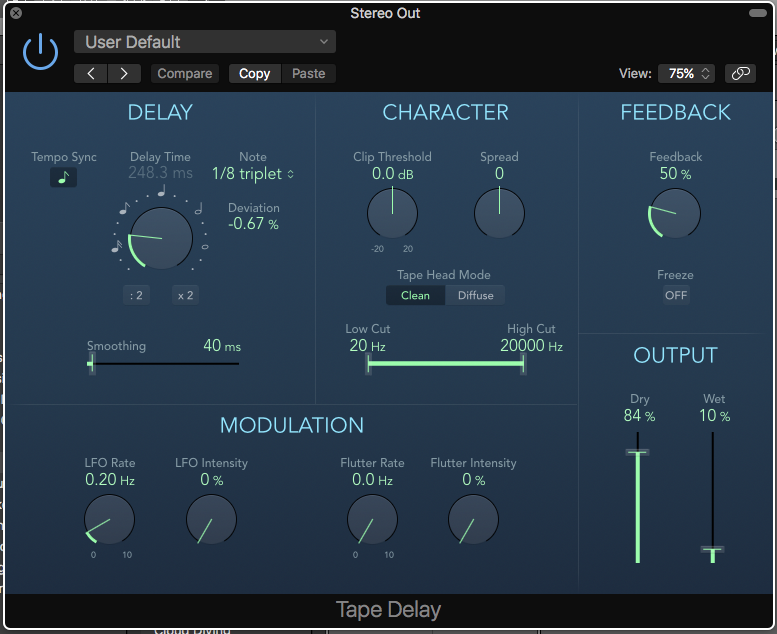 Stereo Out
User Default
Compare
Copy
Paste
View:
75%
DELAY
Tempo Sync
Delay Time
248.3 ms
Note
1/8 triplet
Deviation
-0.67 %
: 2
x 2
Smoothing
40 ms
CHARACTER
Clip Threshold
0.0 dB
-20
20
Spread
0
Tape Head Mode
Clean
Diffuse
Low Cut
20 Hz
High Cut
20000 Hz
FEEDBACK
Feedback
50 %
Freeze
OFF
MODULATION
LFO Rate
0.20 Hz
0
10
LFO Intensity
0 %
Flutter Rate
0.0 Hz
0
10
Flutter Intensity
0 %
OUTPUT
Dry
84 %
Wet
10 %
Tape Delay